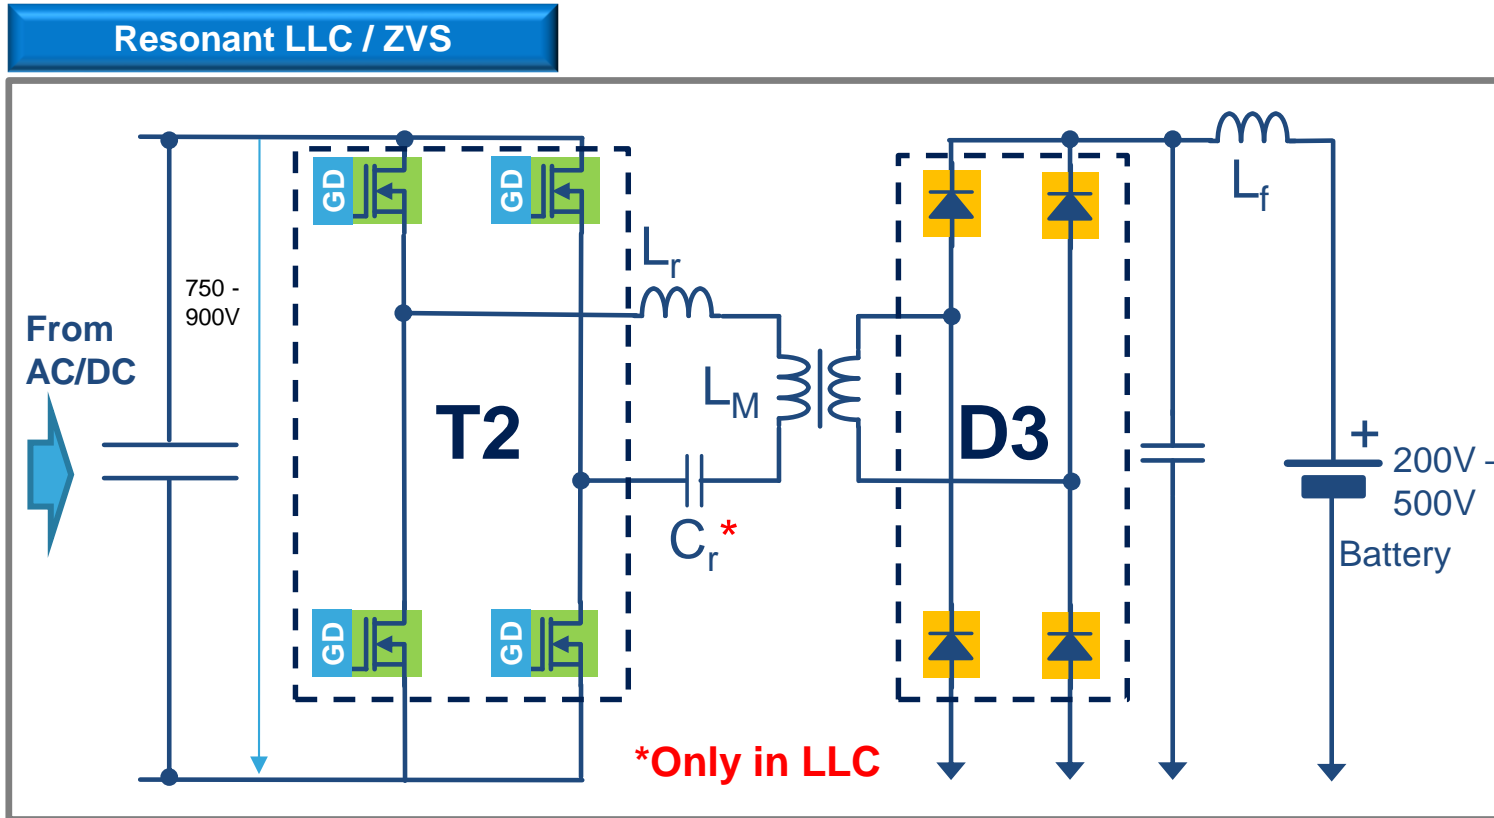 Resonant LLC / ZVS
GD
GD
750 -
900V
From
AC/DC
Lr
LM
Lf
T2
D3
Cr*
+
200V -
500V
Battery
GD
GD
*Only in LLC